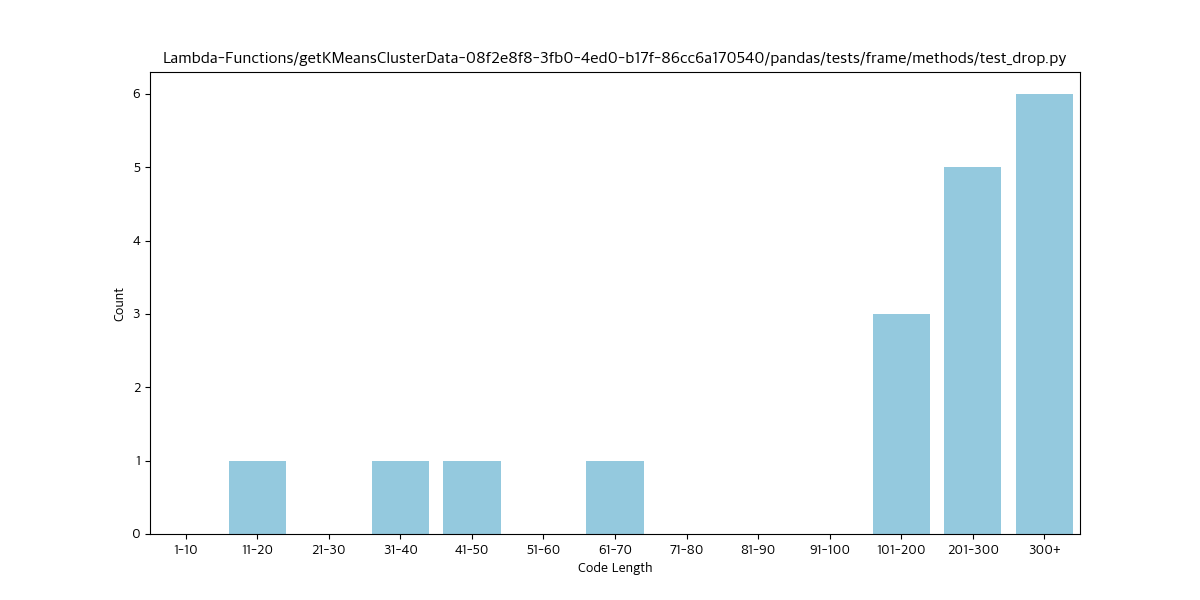 Lambda-Functions/getKMeansClusterData-08f2e8f8-3fb0-4ed0-b17f-86cc6a170540/pandas/tests/frame/methods/test_drop.py
6
5
4
3
2
1
0
Count
1-10 11-20 21-30 31-40 41-50 51-60 61-70 71-80 81-90 91-100 101-200 201-300 300+
Code Length